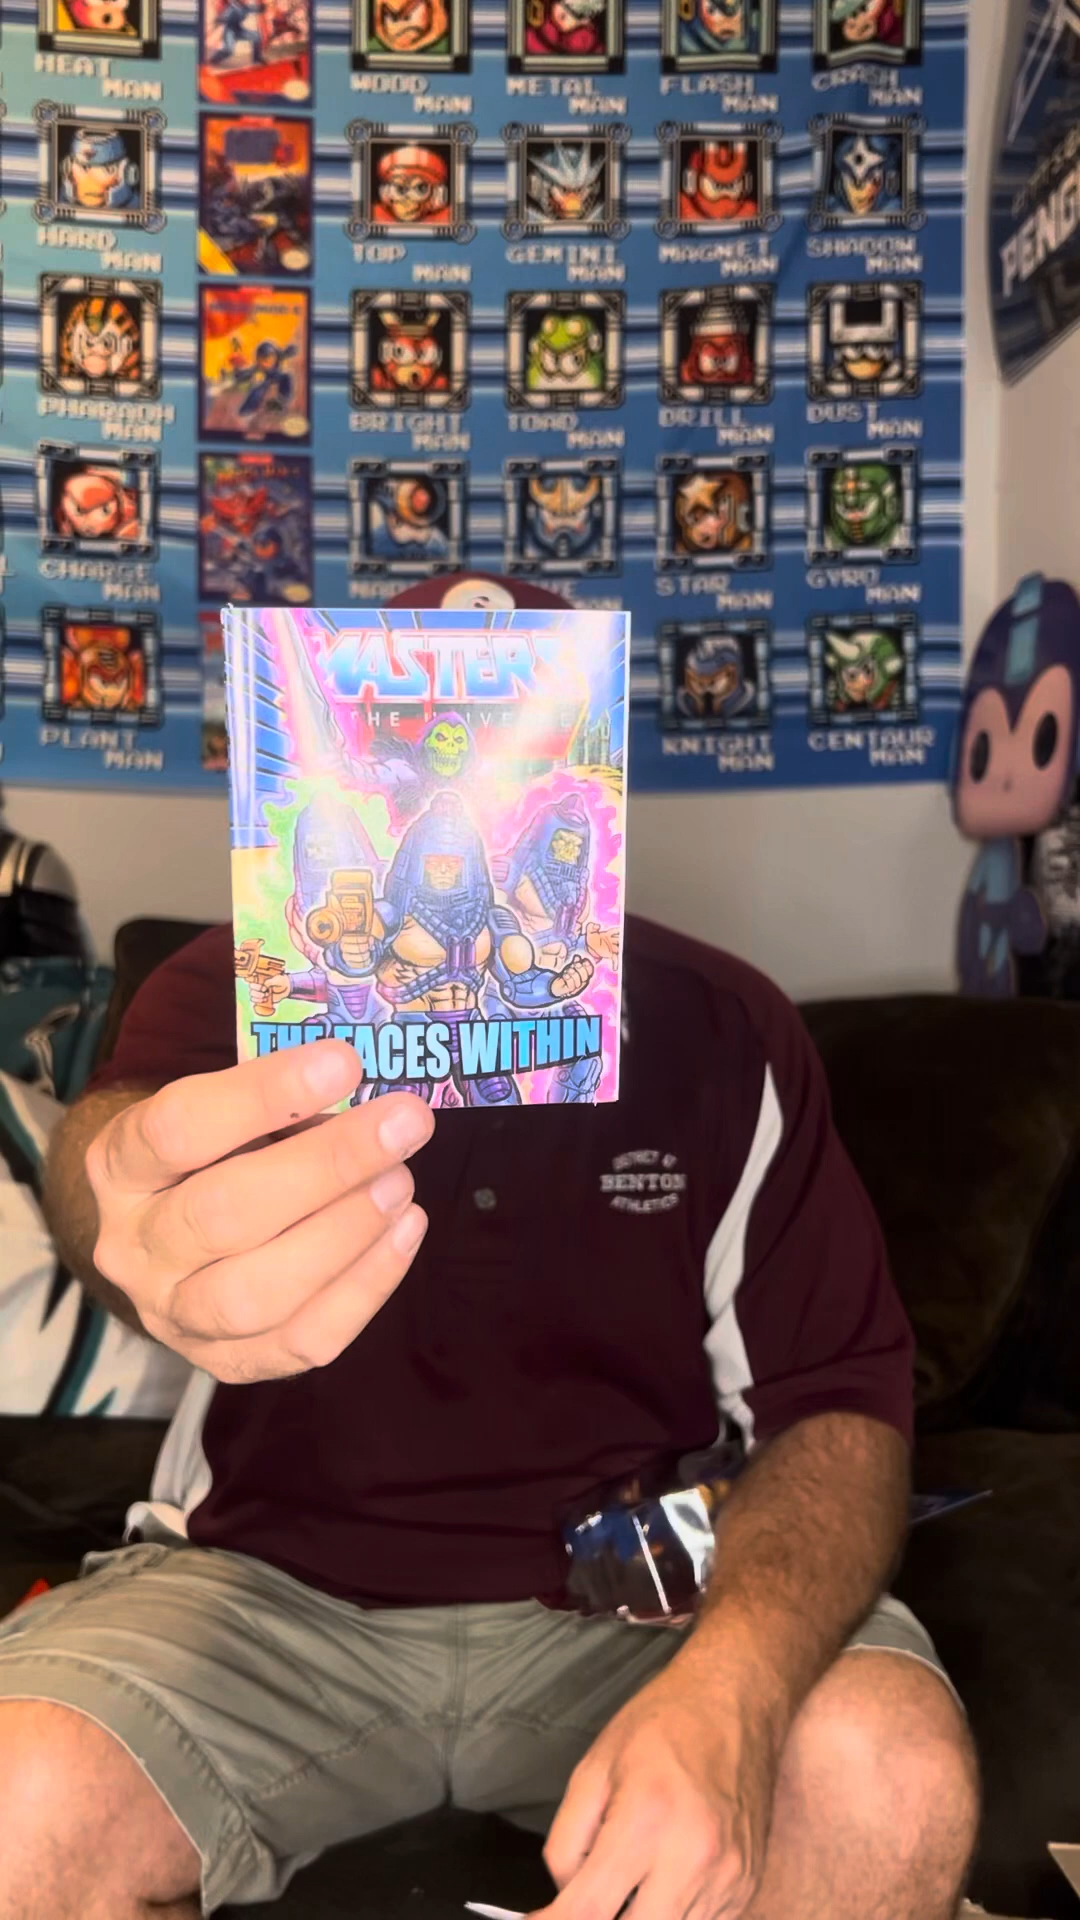 HEAT MAN
WOOD MAN
METAL MAN
FLASH MAN
CRASH MAN
HARD MAN
TOP MAN
GEMINI MAN
MAGNET MAN
SHADOW MAN
PHARAOH MAN
BRIGHT MAN
TOAD MAN
DRILL MAN
DUST MAN
CHARGE MAN
STAR MAN
GYRO MAN
PLANT MAN
KNIGHT MAN
CENTAUR MAN
MASTERS
THE UNIVERSE
THE FACES WITHIN
BENTON
ATHLETICS